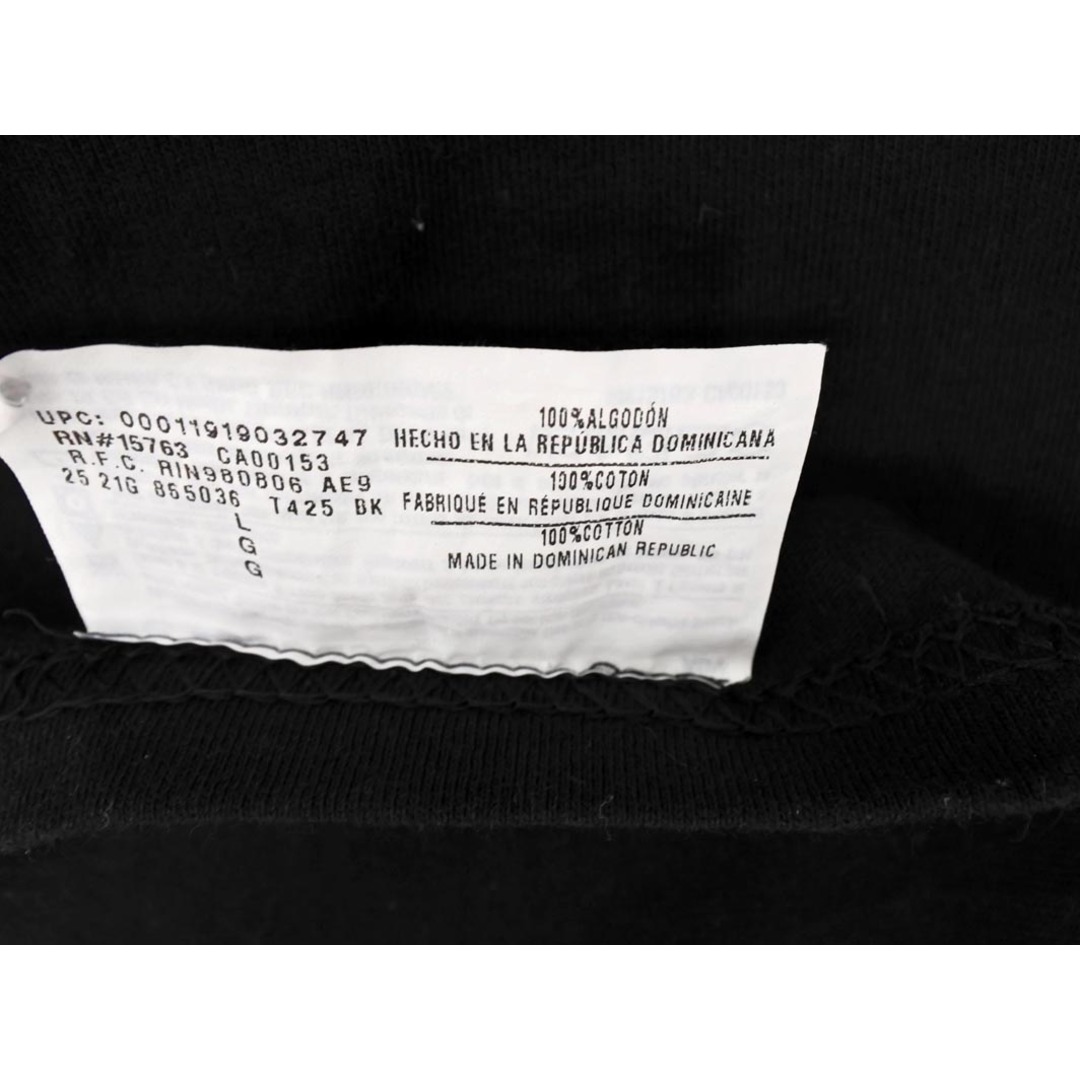 UPC: 00011919032747
RN#15763 CA00153
R.F.C. RIN980806 AE9
25 21G 865036 T425 BK
L
G
G
100%ALGODÓN
HECHO EN LA REPÚBLICA DOMINICANA
100%COTON
FABRIQUÉ EN RÉPUBLIQUE DOMINICAINE
100%COTTON
MADE IN DOMINICAN REPUBLIC